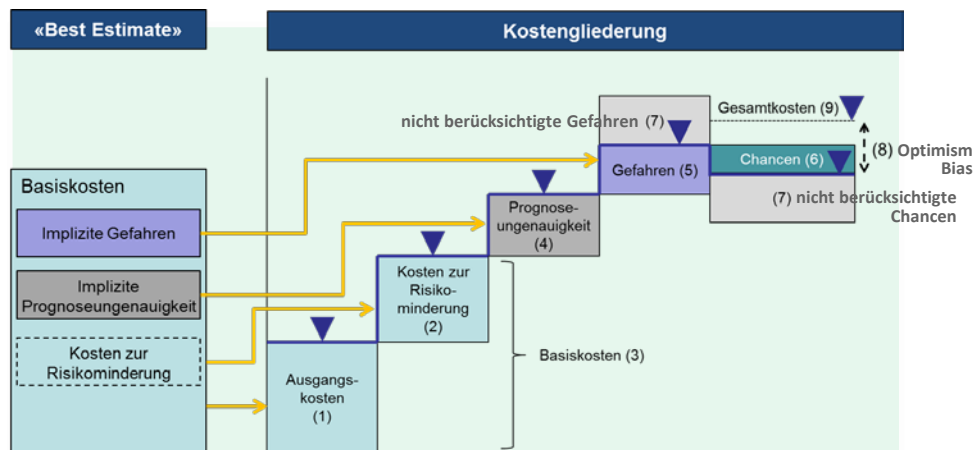 «Best Estimate»
Kostengliederung
Basiskosten
Implizite Gefahren
Implizite
Prognoseungenauigkeit
Kosten zur
Risikominderung
Ausgangs-
kosten
(1)
Kosten zur
Risiko-
minderung
(2)
Basiskosten (3)
Prognose-
ungenauigkeit
(4)
nicht berücksichtigte Gefahren (7)
Gefahren (5)
Gesamtkosten (9)
Chancen (6)
(8) Optimism
Bias
(7) nicht berücksichtigte
Chancen